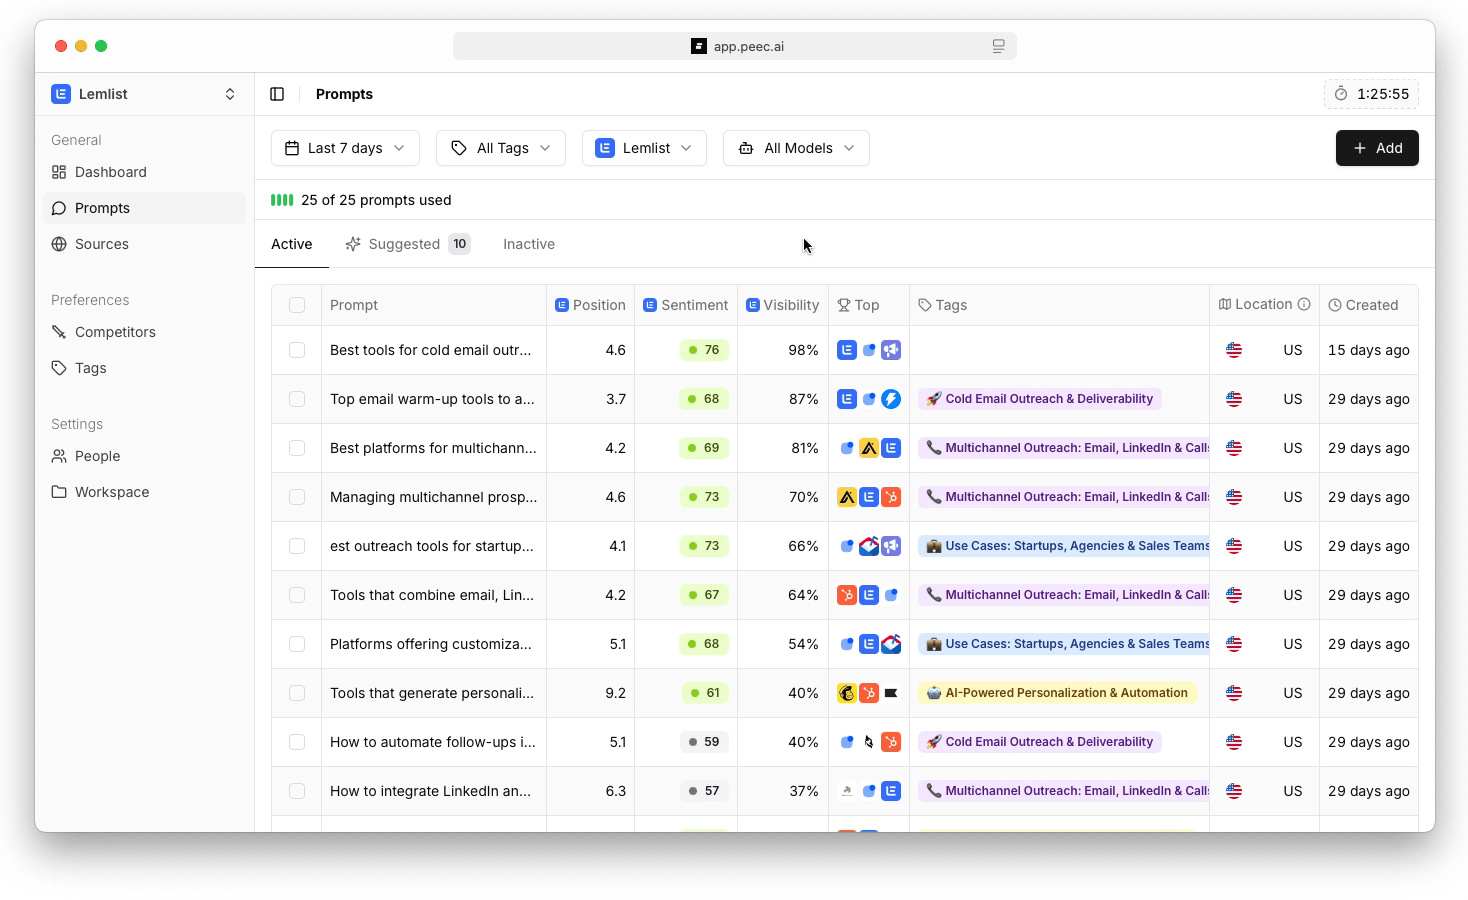 app.peec.ai
Lemlist
Prompts
1:25:55
General
Dashboard
Prompts
Sources
Preferences
Competitors
Tags
Settings
People
Workspace
Last 7 days
All Tags
Lemlist
All Models
+ Add
25 of 25 prompts used
Active Suggested 10 Inactive
Prompt Position Sentiment Visibility Top Tags Location Created
Best tools for cold email outr... 4.6 76 98% US 15 days ago
Top email warm-up tools to a... 3.7 68 87% 🚀 Cold Email Outreach & Deliverability US 29 days ago
Best platforms for multichann... 4.2 69 81% 📞 Multichannel Outreach: Email, LinkedIn & Calls US 29 days ago
Managing multichannel prosp... 4.6 73 70% 📞 Multichannel Outreach: Email, LinkedIn & Calls US 29 days ago
est outreach tools for startup... 4.1 73 66% 💼 Use Cases: Startups, Agencies & Sales Teams US 29 days ago
Tools that combine email, Lin... 4.2 67 64% 📞 Multichannel Outreach: Email, LinkedIn & Calls US 29 days ago
Platforms offering customiza... 5.1 68 54% 💼 Use Cases: Startups, Agencies & Sales Teams US 29 days ago
Tools that generate personali... 9.2 61 40% 🤖 AI-Powered Personalization & Automation US 29 days ago
How to automate follow-ups i... 5.1 59 40% 🚀 Cold Email Outreach & Deliverability US 29 days ago
How to integrate LinkedIn an... 6.3 57 37% 📞 Multichannel Outreach: Email, LinkedIn & Calls US 29 days ago